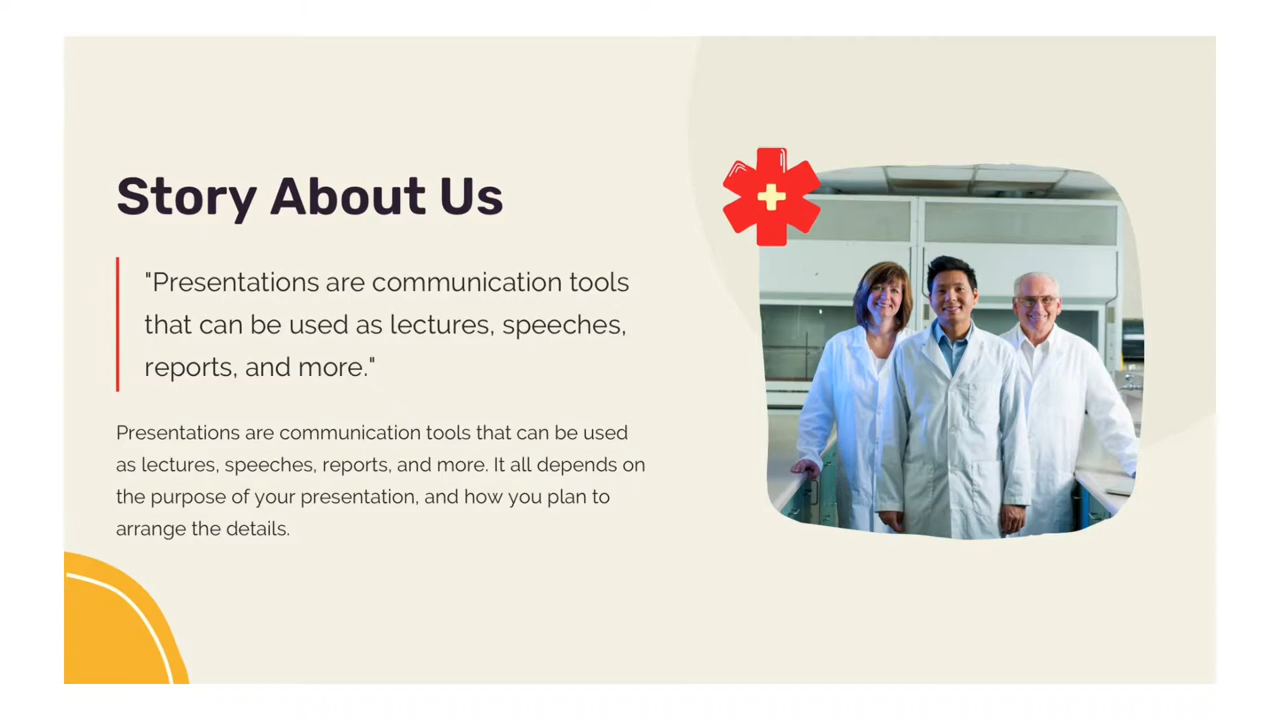 Story About Us
"Presentations are communication tools
that can be used as lectures, speeches,
reports, and more."
Presentations are communication tools that can be used
as lectures, speeches, reports, and more. It all depends on
the purpose of your presentation, and how you plan to
arrange the details.